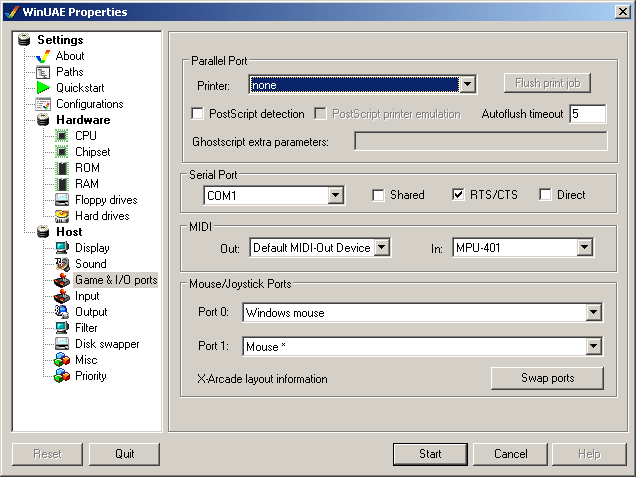 WinUAE Properties
Settings
About
Paths
Quickstart
Configurations
Hardware
CPU
Chipset
ROM
RAM
Floppy drives
Hard drives
Host
Display
Sound
Game & I/O ports
Input
Output
Filter
Disk swapper
Misc
Priority
Parallel Port
Printer: none Flush print job
PostScript detection PostScript printer emulation Autoflush timeout 5
Ghostscript extra parameters:
Serial Port
COM1 Shared RTS/CTS Direct
MIDI
Out: Default MIDI-Out Device In: MPU-401
Mouse/Joystick Ports
Port 0: Windows mouse
Port 1: Mouse *
X-Arcade layout information Swap ports
Reset Quit Start Cancel Help